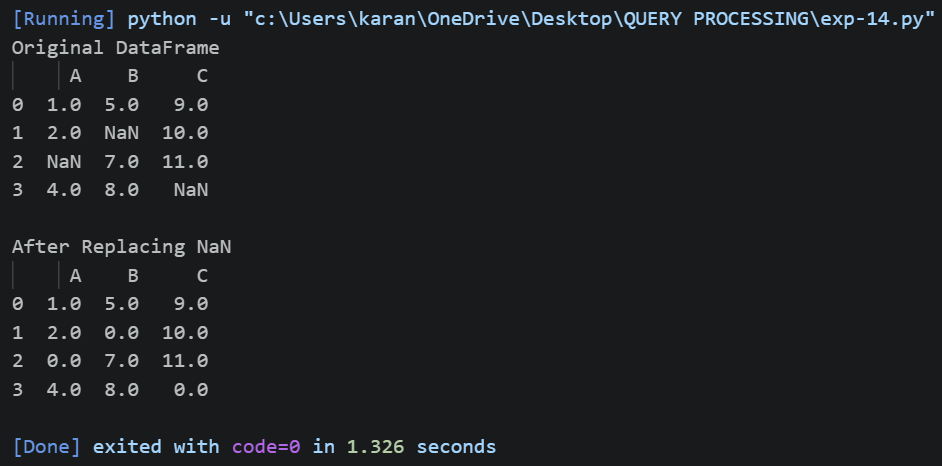 [Running] python -u "c:\Users\karan\OneDrive\Desktop\QUERY PROCESSING\exp-14.py"
Original DataFrame
     A    B     C
0  1.0  5.0   9.0
1  2.0  NaN  10.0
2  NaN  7.0  11.0
3  4.0  8.0   NaN

After Replacing NaN
     A    B     C
0  1.0  5.0   9.0
1  2.0  0.0  10.0
2  0.0  7.0  11.0
3  4.0  8.0   0.0

[Done] exited with code=0 in 1.326 seconds